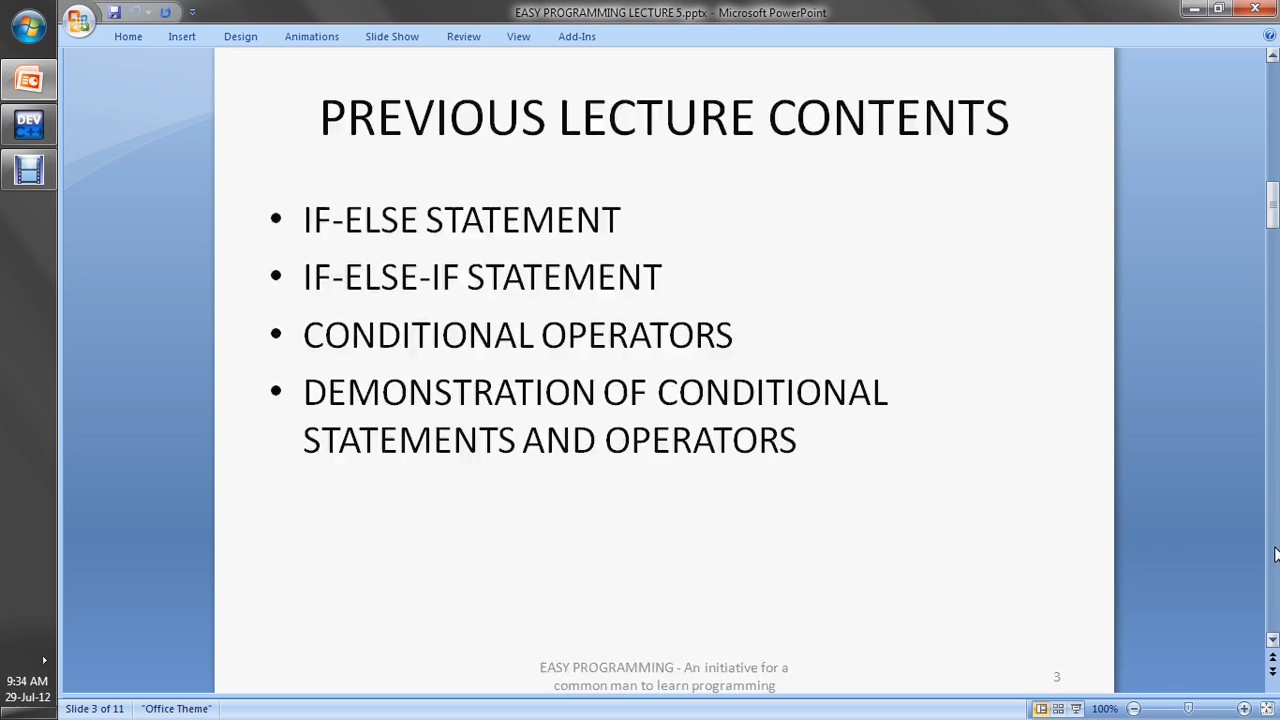 EASY PROGRAMMING LECTURE 5.pptx - Microsoft PowerPoint
Home Insert Design Animations Slide Show Review View Add-Ins
DEV
C++
PREVIOUS LECTURE CONTENTS
• IF-ELSE STATEMENT
• IF-ELSE-IF STATEMENT
• CONDITIONAL OPERATORS
• DEMONSTRATION OF CONDITIONAL
STATEMENTS AND OPERATORS
EASY PROGRAMMING - An initiative for a
common man to learn programming
3
9:34 AM
29-Jul-12
Slide 3 of 11 "Office Theme" 100%